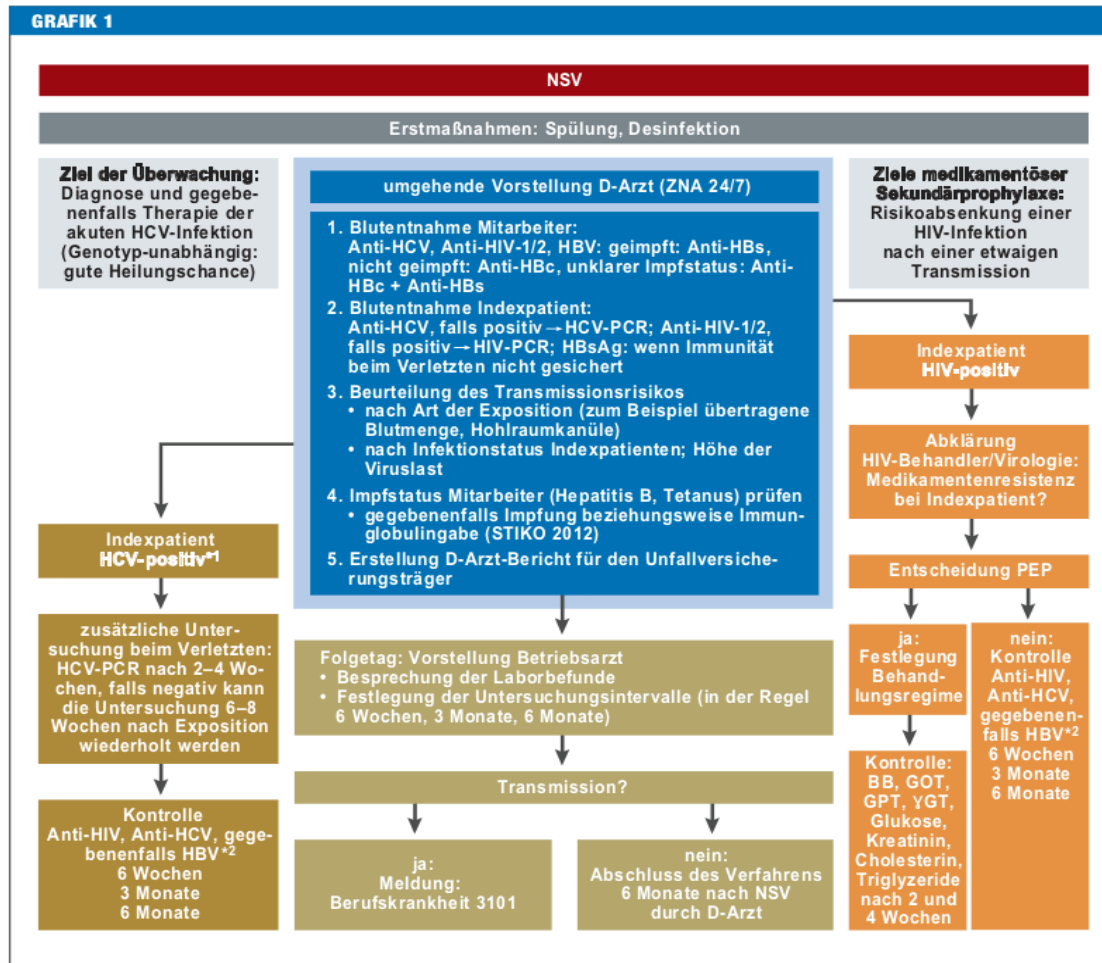 GRAFIK 1
NSV
Erstmaßnahmen: Spülung, Desinfektion
Ziel der Überwachung:
Diagnose und gegebe-
nenfalls Therapie der
akuten HCV-Infektion
(Genotyp-unabhängig:
gute Heilungschance)
umgehende Vorstellung D-Arzt (ZNA 24/7)
1. Blutentnahme Mitarbeiter:
Anti-HCV, Anti-HIV-1/2, HBV: geimpft: Anti-HBs,
nicht geimpft: Anti-HBc, unklarer Impfstatus: Anti-
HBc + Anti-HBs
2. Blutentnahme Indexpatient:
Anti-HCV, falls positiv→HCV-PCR; Anti-HIV-1/2,
falls positiv→HIV-PCR; HBsAg: wenn Immunität
beim Verletzten nicht gesichert
3. Beurteilung des Transmissionsrisikos
• nach Art der Exposition (zum Beispiel übertragene
Blutmenge, Hohlraumkanüle)
• nach Infektionstatus Indexpatienten; Höhe der
Viruslast
4. Impfstatus Mitarbeiter (Hepatitis B, Tetanus) prüfen
• gegebenenfalls Impfung beziehungsweise Immun-
globulingabe (STIKO 2012)
5. Erstellung D-Arzt-Bericht für den Unfallversiche-
rungsträger
Ziele medikamentöser
Sekundärprophylaxe:
Risikoabsenkung einer
HIV-Infektion
nach einer etwaigen
Transmission
Indexpatient
HCV-positiv*1
zusätzliche Unter-
suchung beim Verletzten:
HCV-PCR nach 2–4 Wo-
chen, falls negativ kann
die Untersuchung 6–8
Wochen nach Exposition
wiederholt werden
Kontrolle
Anti-HIV, Anti-HCV, gege-
benenfalls HBV*2
6 Wochen
3 Monate
6 Monate
Folgetag: Vorstellung Betriebsarzt
• Besprechung der Laborbefunde
• Festlegung der Untersuchungsintervalle (in der Regel
6 Wochen, 3 Monate, 6 Monate)
Transmission?
ja:
Meldung:
Berufskrankheit 3101
nein:
Abschluss des Verfahrens
6 Monate nach NSV
durch D-Arzt
Indexpatient
HIV-positiv
Abklärung
HIV-Behandler/Virologie:
Medikamentenresistenz
bei Indexpatient?
Entscheidung PEP
ja:
Festlegung
Behand-
lungsregime
Kontrolle:
BB, GOT,
GPT, ɣGT,
Glukose,
Kreatinin,
Cholesterin,
Triglyzeride
nach 2 und
4 Wochen
nein:
Kontrolle
Anti-HIV,
Anti-HCV,
gegebenen-
falls HBV*2
6 Wochen
3 Monate
6 Monate